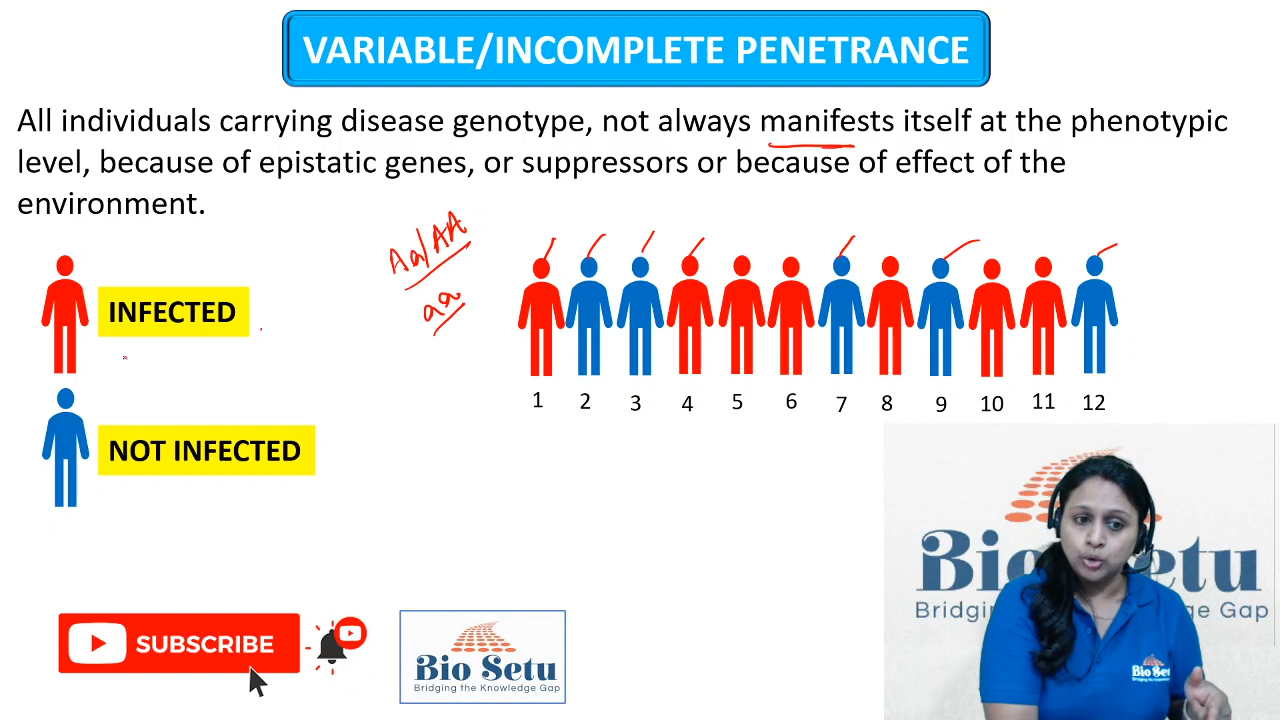 VARIABLE/INCOMPLETE PENETRANCE
All individuals carrying disease genotype, not always manifests itself at the phenotypic
level, because of epistatic genes, or suppressors or because of effect of the
environment.
Aa/AA
aa
INFECTED
NOT INFECTED
1 2 3 4 5 6 7 8 9 10 11 12
Bio Setu
Bridging the Knowledge Gap
SUBSCRIBE
Bio Setu
Bridging the Knowledge Gap
Bio Setu